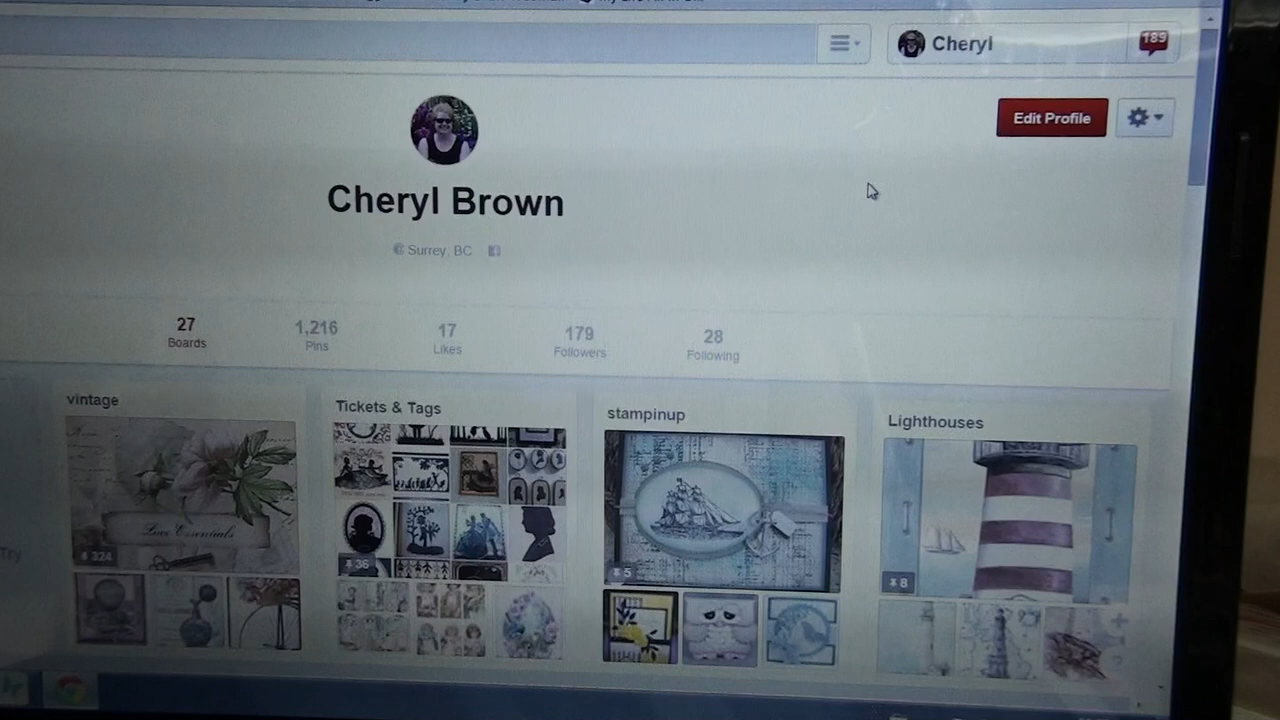 Cheryl
189
Edit Profile
Cheryl Brown
Surrey, BC
27
Boards
1,216
Pins
17
Likes
179
Followers
28
Following
vintage
Tickets & Tags
stampinup
Lighthouses
324
36
5
8